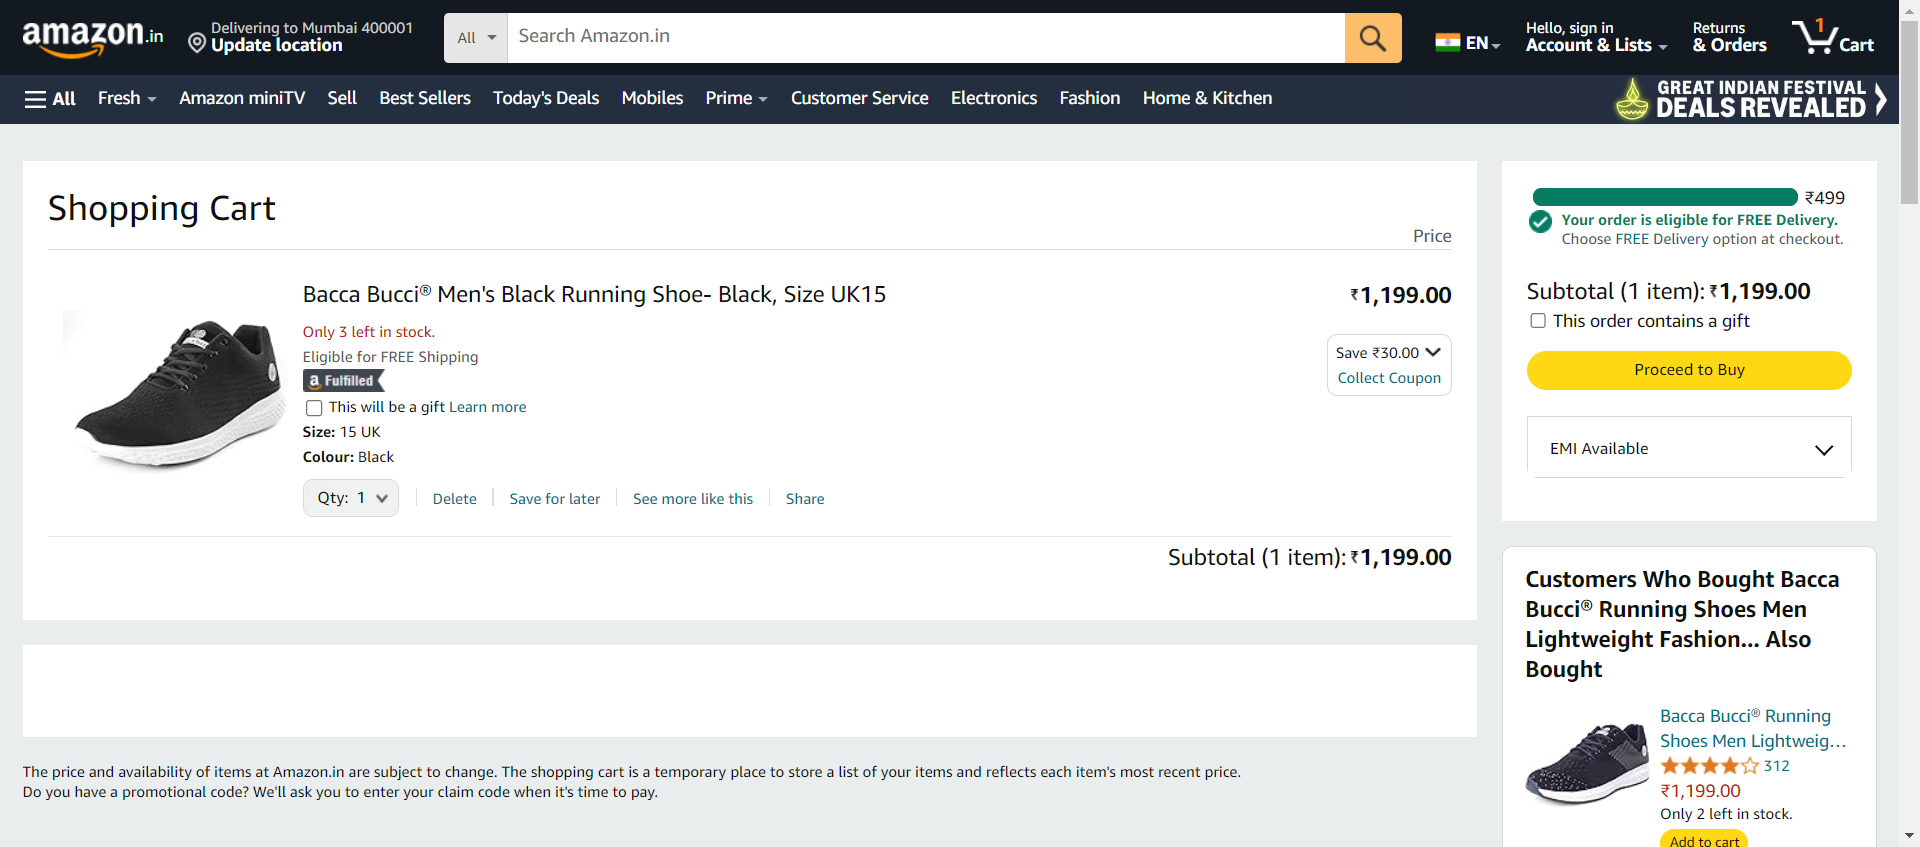 amazon.in
Delivering to Mumbai 400001
Update location
All
Search Amazon.in
EN
Hello, sign in
Account & Lists
Returns
& Orders
1
Cart
All
Fresh
Amazon miniTV
Sell
Best Sellers
Today's Deals
Mobiles
Prime
Customer Service
Electronics
Fashion
Home & Kitchen
GREAT INDIAN FESTIVAL
DEALS REVEALED
Shopping Cart
Price
Bacca Bucci® Men's Black Running Shoe- Black, Size UK15
₹1,199.00
Only 3 left in stock.
Eligible for FREE Shipping
a Fulfilled
This will be a gift Learn more
Size: 15 UK
Colour: Black
Save ₹30.00
Collect Coupon
Qty: 1
Delete
Save for later
See more like this
Share
Subtotal (1 item): ₹1,199.00
₹499
Your order is eligible for FREE Delivery.
Choose FREE Delivery option at checkout.
Subtotal (1 item): ₹1,199.00
This order contains a gift
Proceed to Buy
EMI Available
Customers Who Bought Bacca
Bucci® Running Shoes Men
Lightweight Fashion... Also
Bought
Bacca Bucci® Running
Shoes Men Lightweig...
312
₹1,199.00
Only 2 left in stock.
Add to cart
The price and availability of items at Amazon.in are subject to change. The shopping cart is a temporary place to store a list of your items and reflects each item's most recent price.
Do you have a promotional code? We'll ask you to enter your claim code when it's time to pay.